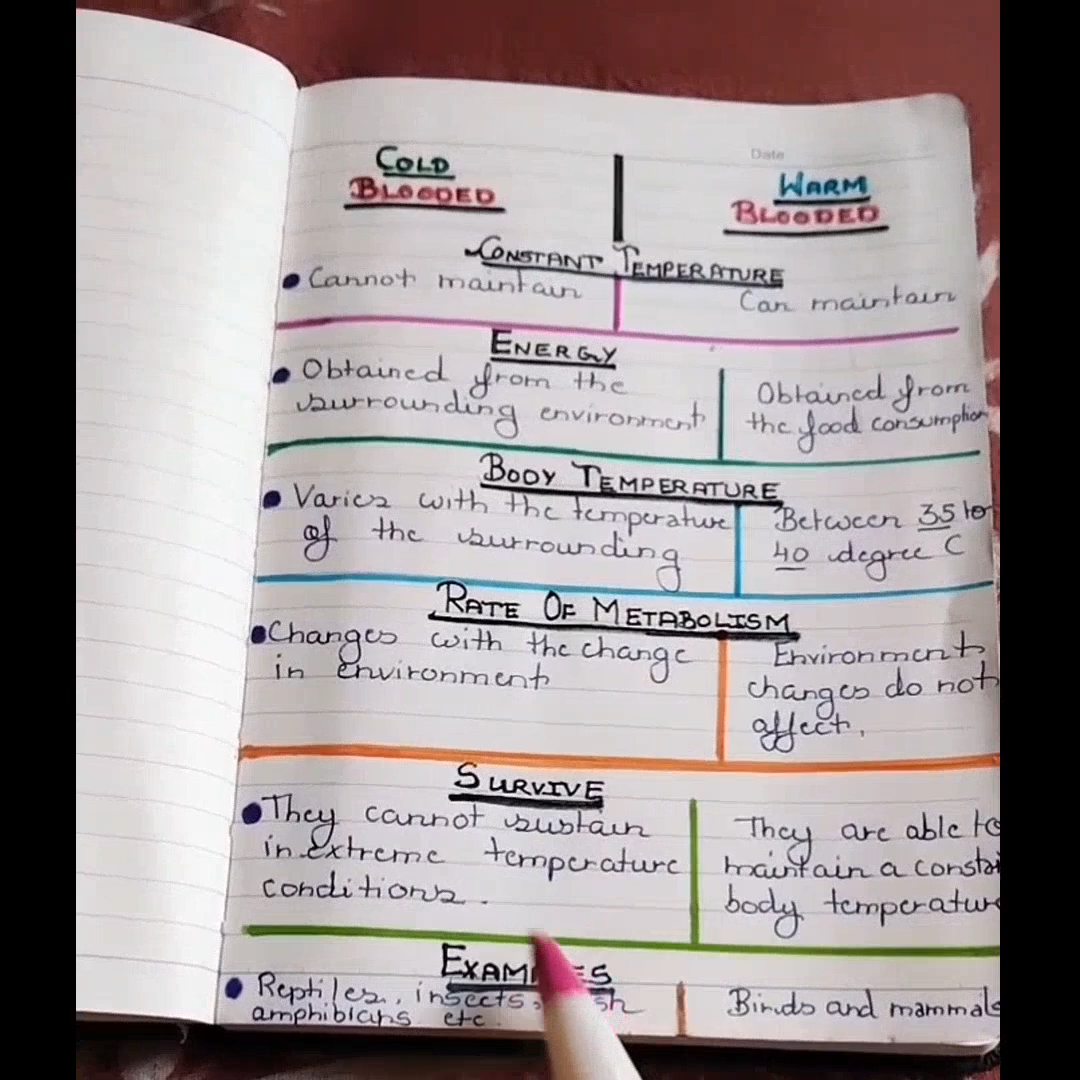 Date
COLD
BLOODED
WARM
BLOODED
CONSTANT TEMPERATURE
Cannot maintain
Can maintain
ENERGY
Obtained from the
surrounding environment
Obtained from
the food consumption
BODY TEMPERATURE
Varies with the temperature
of the surrounding
Between 35 to
40 degree C
RATE OF METABOLISM
Changes with the change
in environment
Environment
changes do not
affect.
SURVIVE
They cannot sustain
in extreme temperature
conditions.
They are able to
maintain a
body
EXAMPLES
Reptiles, insects,
amphibians etc
Birds and mammals